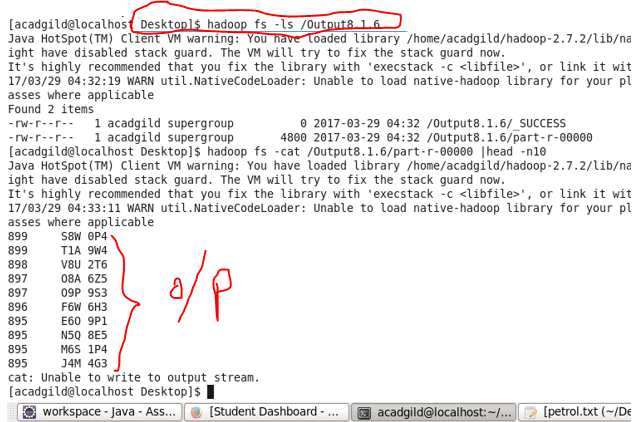 [acadgild@localhost Desktop]$ hadoop fs -ls /Output8.1.6
Java HotSpot(TM) Client VM warning: You have loaded library /home/acadgild/hadoop-2.7.2/lib/na
ight have disabled stack guard. The VM will try to fix the stack guard now.
It's highly recommended that you fix the library with 'execstack -c <libfile>', or link it wit
17/03/29 04:32:19 WARN util.NativeCodeLoader: Unable to load native-hadoop library for your pl
asses where applicable
Found 2 items
-rw-r--r-- 1 acadgild supergroup 0 2017-03-29 04:32 /Output8.1.6/_SUCCESS
-rw-r--r-- 1 acadgild supergroup 4800 2017-03-29 04:32 /Output8.1.6/part-r-00000
[acadgild@localhost Desktop]$ hadoop fs -cat /Output8.1.6/part-r-00000 |head -n10
Java HotSpot(TM) Client VM warning: You have loaded library /home/acadgild/hadoop-2.7.2/lib/na
ight have disabled stack guard. The VM will try to fix the stack guard now.
It's highly recommended that you fix the library with 'execstack -c <libfile>', or link it wit
17/03/29 04:33:11 WARN util.NativeCodeLoader: Unable to load native-hadoop library for your pl
asses where applicable
899 S8W 0P4
899 T1A 9W4
898 V8U 2T6
897 O8A 6Z5
897 O9P 9S3
896 F6W 6H3
895 E6O 9P1
895 N5Q 8E5
895 M6S 1P4
895 J4M 4G3
o/p
cat: Unable to write to output stream.
[acadgild@localhost Desktop]$
workspace - Java - Ass... [Student Dashboard - ... acadgild@localhost:~/... [petrol.txt (~/De